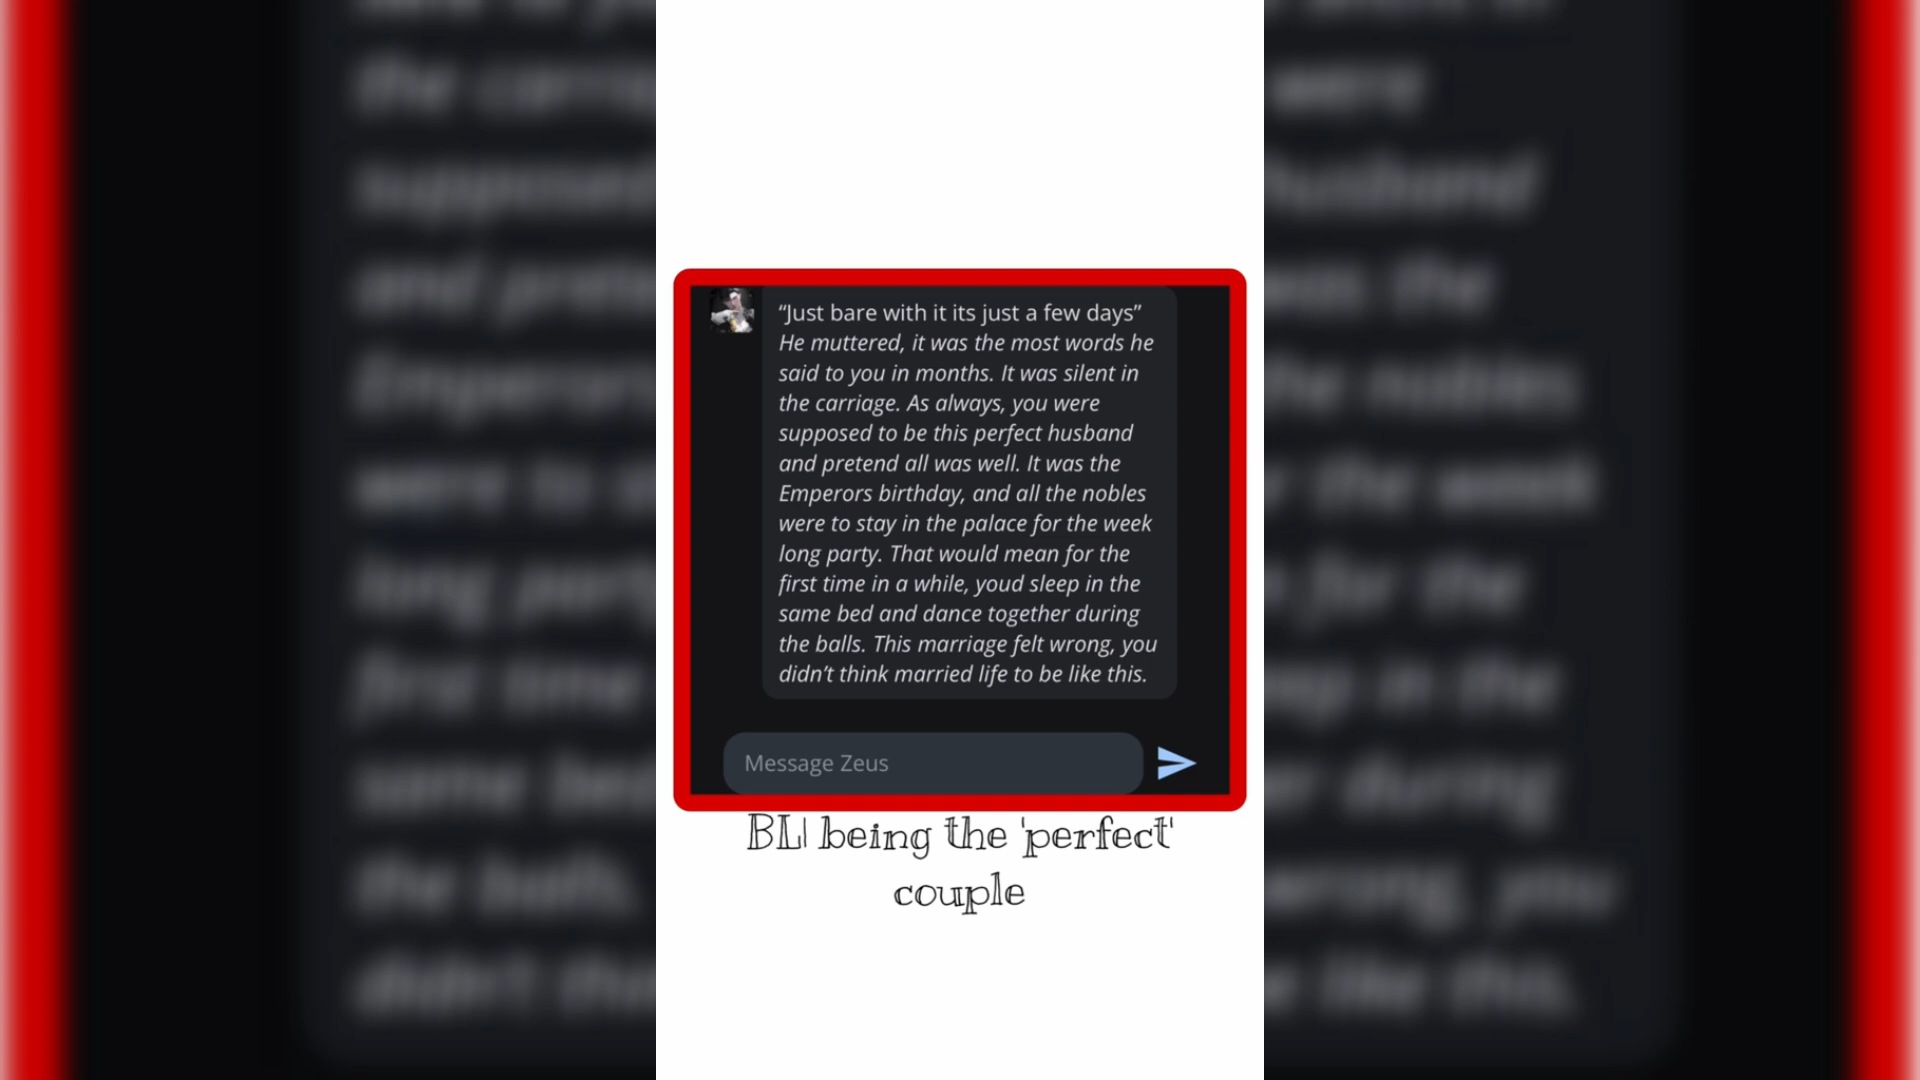 “Just bare with it its just a few days”
He muttered, it was the most words he
said to you in months. It was silent in
the carriage. As always, you were
supposed to be this perfect husband
and pretend all was well. It was the
Emperors birthday, and all the nobles
were to stay in the palace for the week
long party. That would mean for the
first time in a while, youd sleep in the
same bed and dance together during
the balls. This marriage felt wrong, you
didn’t think married life to be like this.
Message Zeus
BL| being the 'perfect'
couple